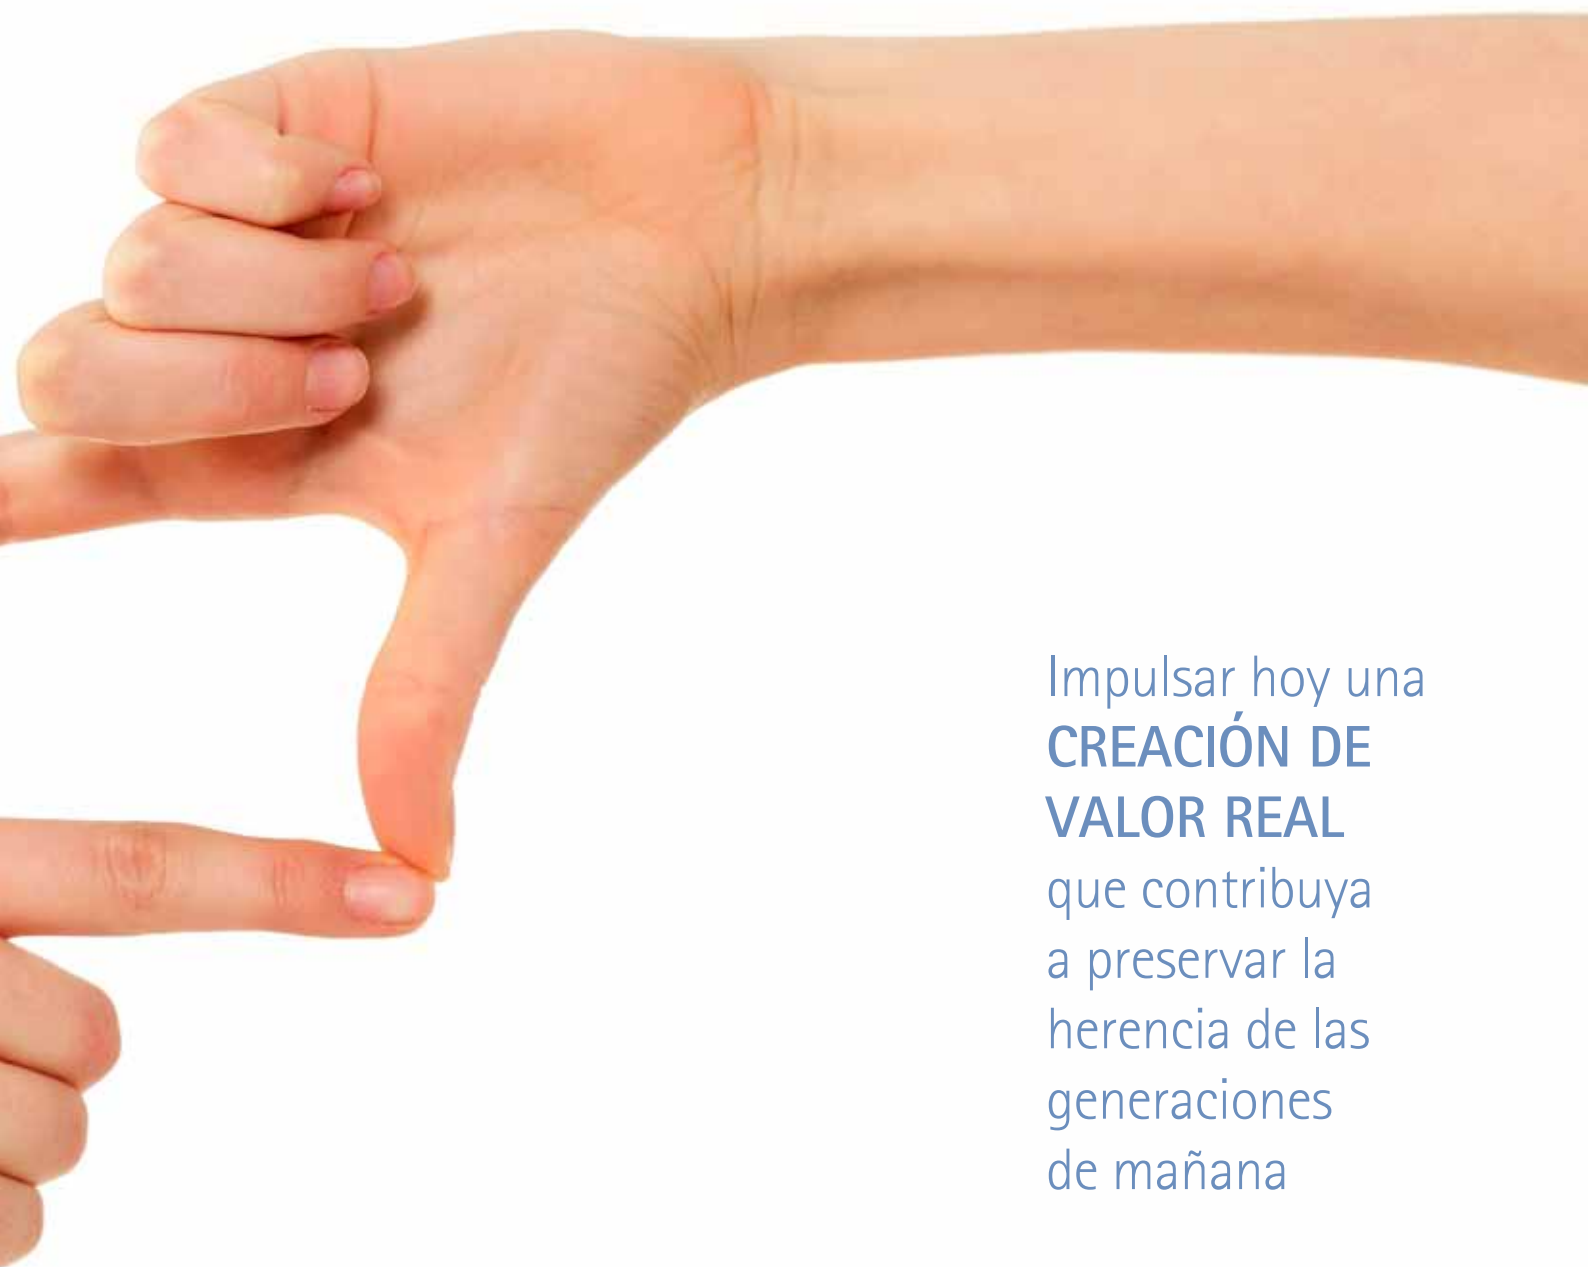 Impulsar hoy una
CREACIÓN DE
VALOR REAL
que contribuya
a preservar la
herencia de las
generaciones
de mañana